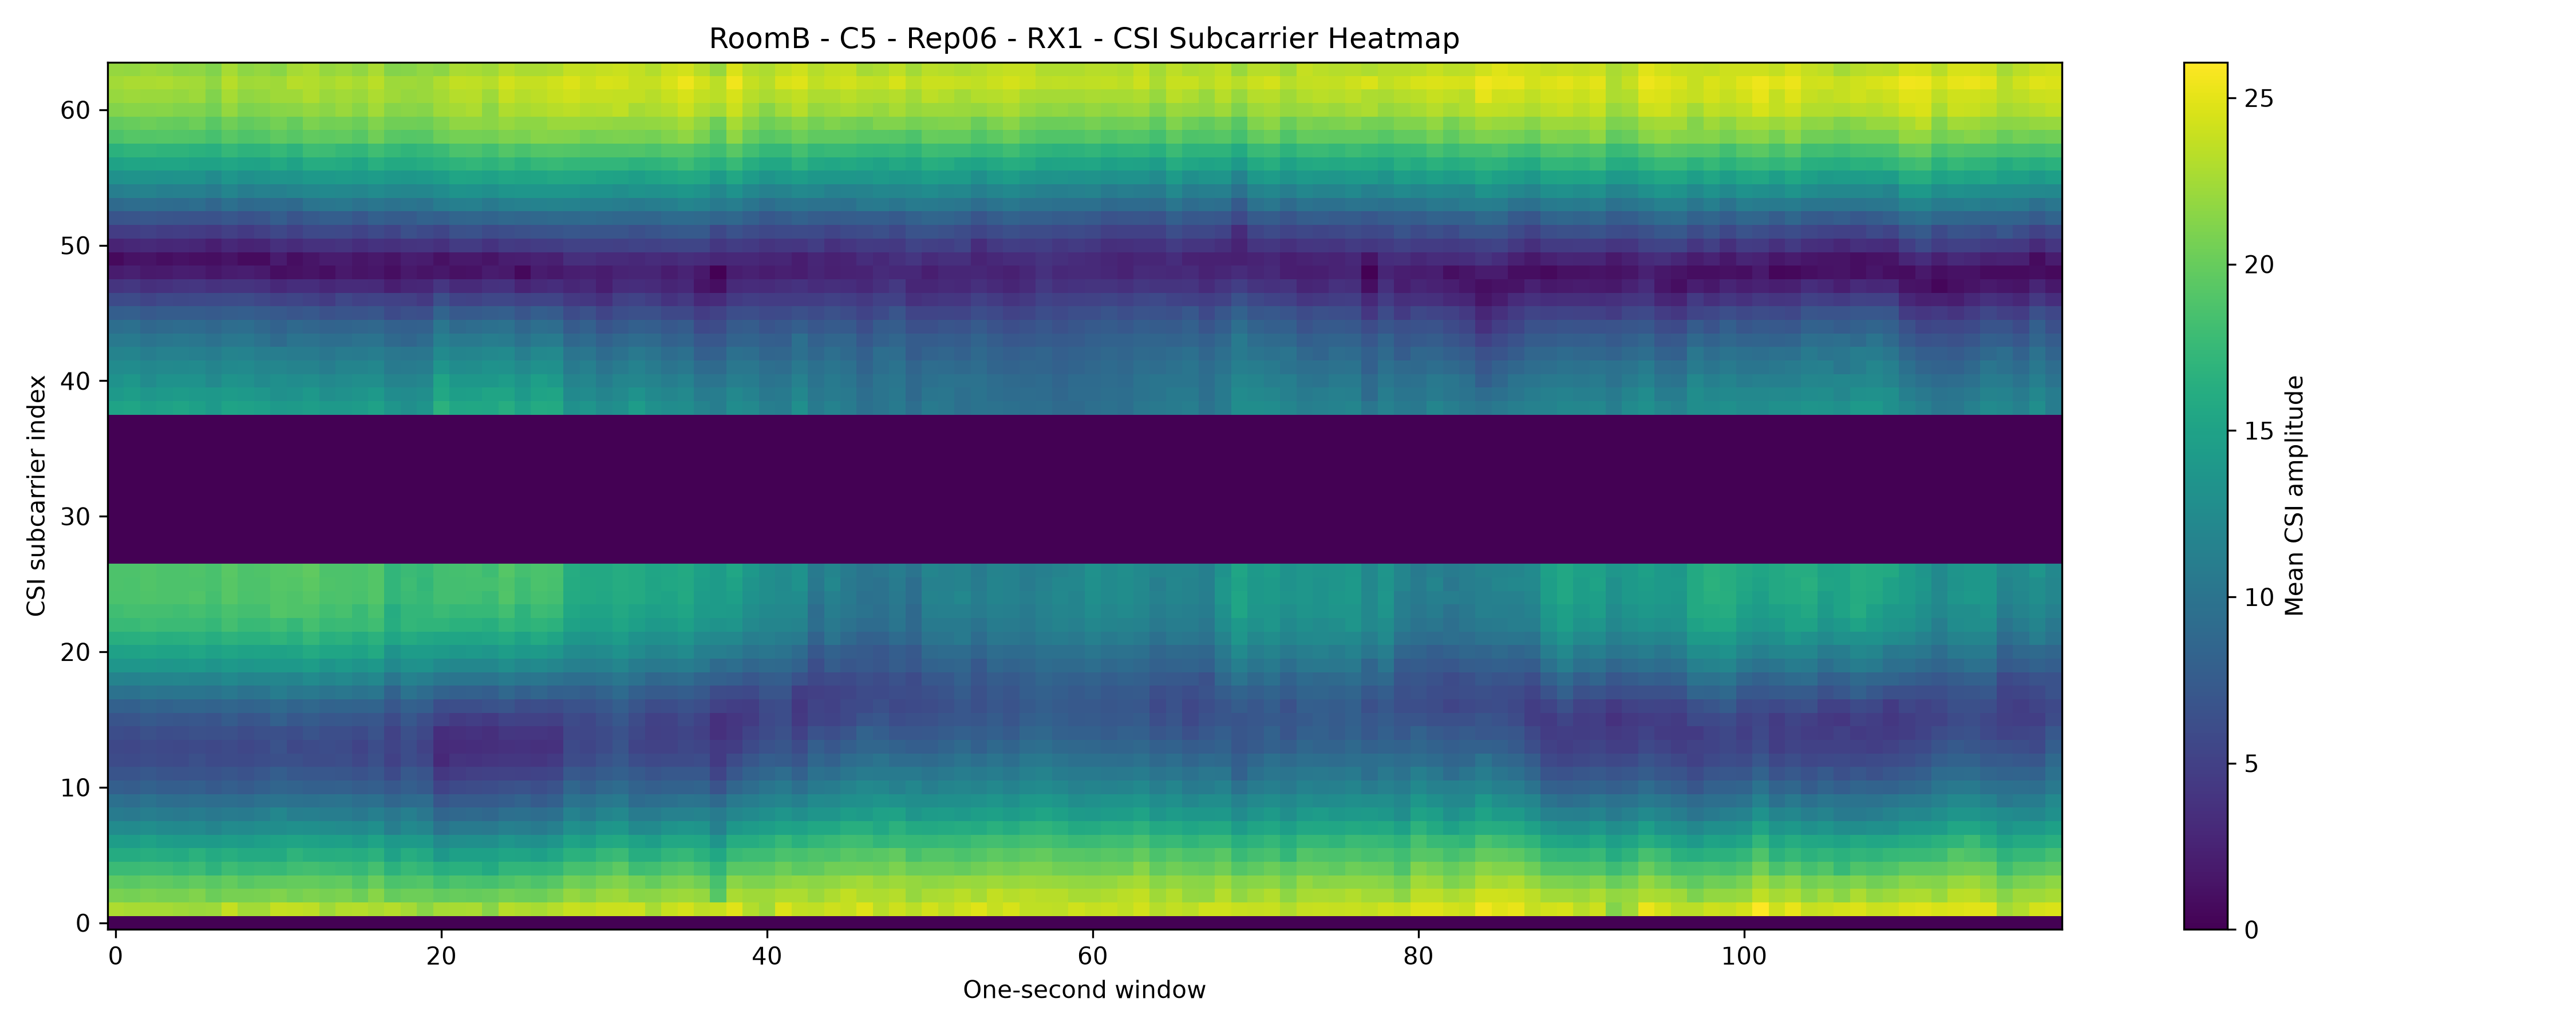 RoomB - C5 - Rep06 - RX1 - CSI Subcarrier Heatmap
CSI subcarrier index
60
50
40
30
20
10
0
0 20 40 60 80 100
One-second window
25
20
15
10
5
0
Mean CSI amplitude